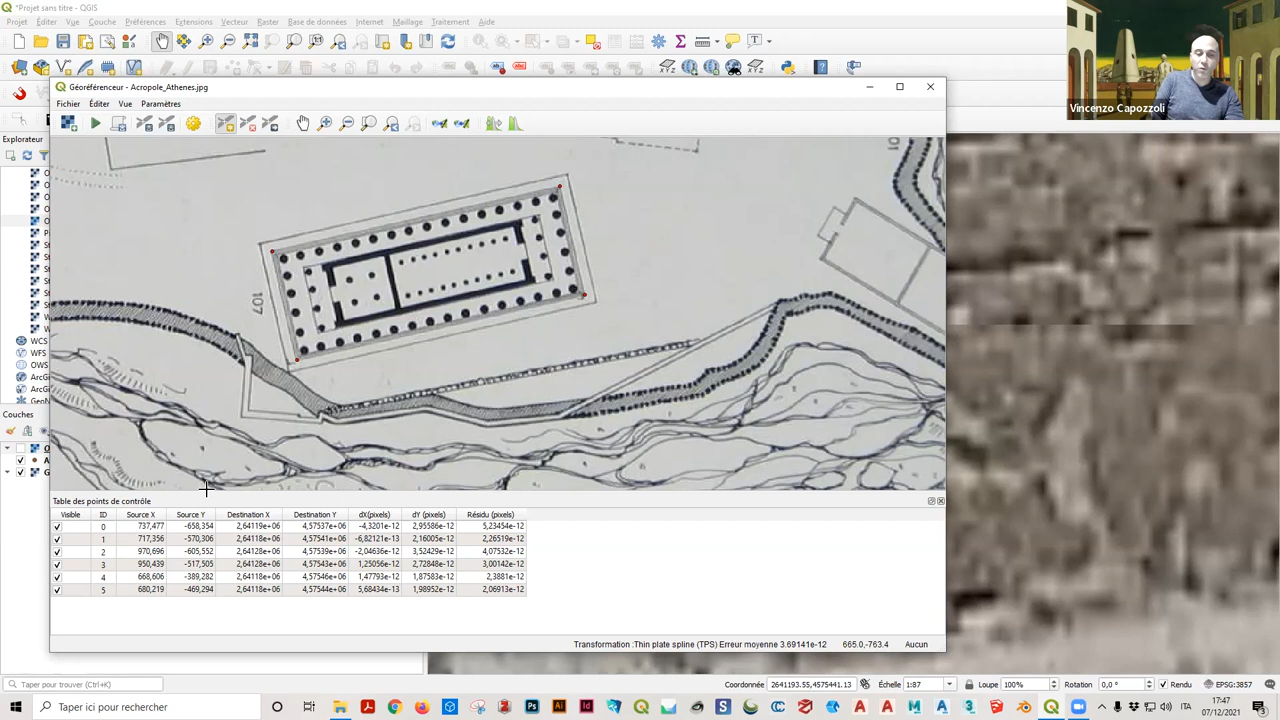 *Projet sans titre - QGIS
Projet Éditer Vue Couche Préférences Extensions Vecteur Raster Base de données Internet Maillage Traitement Aide
Vincenzo Capozzoli
Géoréférenceur - Acropole_Athenes.jpg
Fichier Éditer Vue Paramètres
Explorateur
WCS
WFS
OWS
ArcG
ArcG
Couches
107
Table des points de contrôle
Visible ID Source X Source Y Destination X Destination Y dX(pixels) dY (pixels) Résidu (pixels)
0 737,477 -658,354 2,64119e+06 4,57537e+06 -4,3201e-12 2,95586e-12 5,23454e-12
1 717,356 -570,306 2,64118e+06 4,57541e+06 -6,82121e-13 2,16005e-12 2,26519e-12
2 970,696 -605,552 2,64128e+06 4,57539e+06 -2,04636e-12 3,52429e-12 4,07532e-12
3 950,439 -517,505 2,64128e+06 4,57543e+06 1,25056e-12 2,72848e-12 3,00142e-12
4 668,606 -389,282 2,64118e+06 4,57546e+06 1,47793e-12 1,87583e-12 2,3881e-12
5 680,219 -469,294 2,64118e+06 4,57544e+06 5,68434e-13 1,98952e-12 2,06913e-12
Transformation :Thin plate spline (TPS) Erreur moyenne 3.69141e-12 665.0,-763.4 Aucun
Taper pour trouver (Ctrl+K) Coordonnée 2641193.55,4575441.13 Échelle 1:87 Loupe 100% Rotation 0,0 ° Rendu EPSG:3857
Taper ici pour rechercher ITA 17:47
07/12/2021